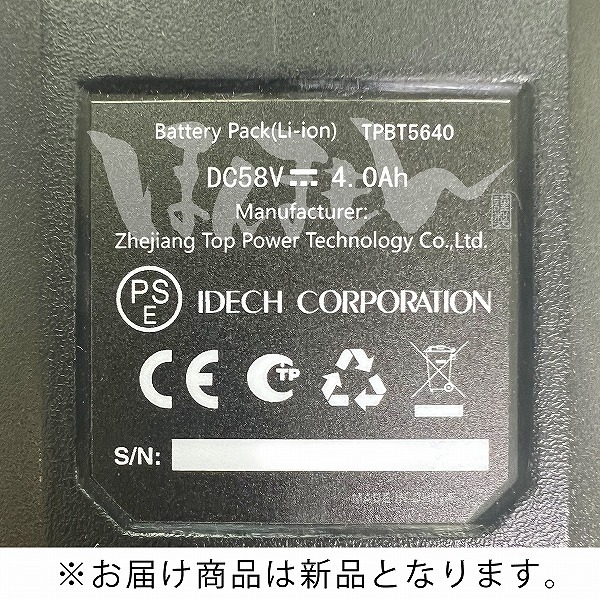 Battery Pack(Li-ion) TPBT5640
DC58V⎓4.0Ah
Manufacturer:
Zhejiang Top Power Technology Co.,Ltd.
PS
E
IDECH CORPORATION
CE
TP
S/N:
※お届け商品は新品となります。